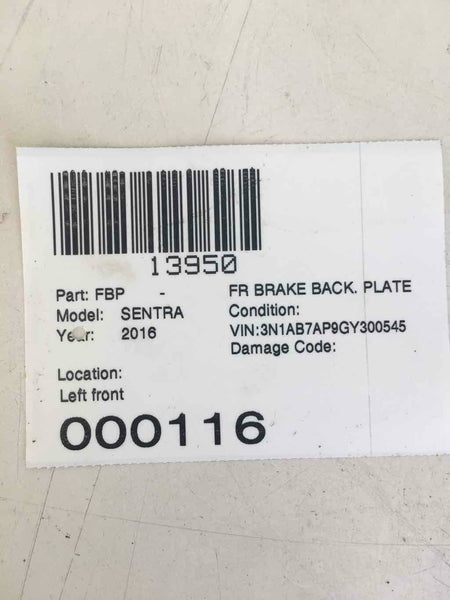 13950
Part: FBP - FR BRAKE BACK. PLATE
Model: SENTRA Condition:
Year: 2016 VIN:3N1AB7AP9GY300545
Damage Code:
Location:
Left front
000116